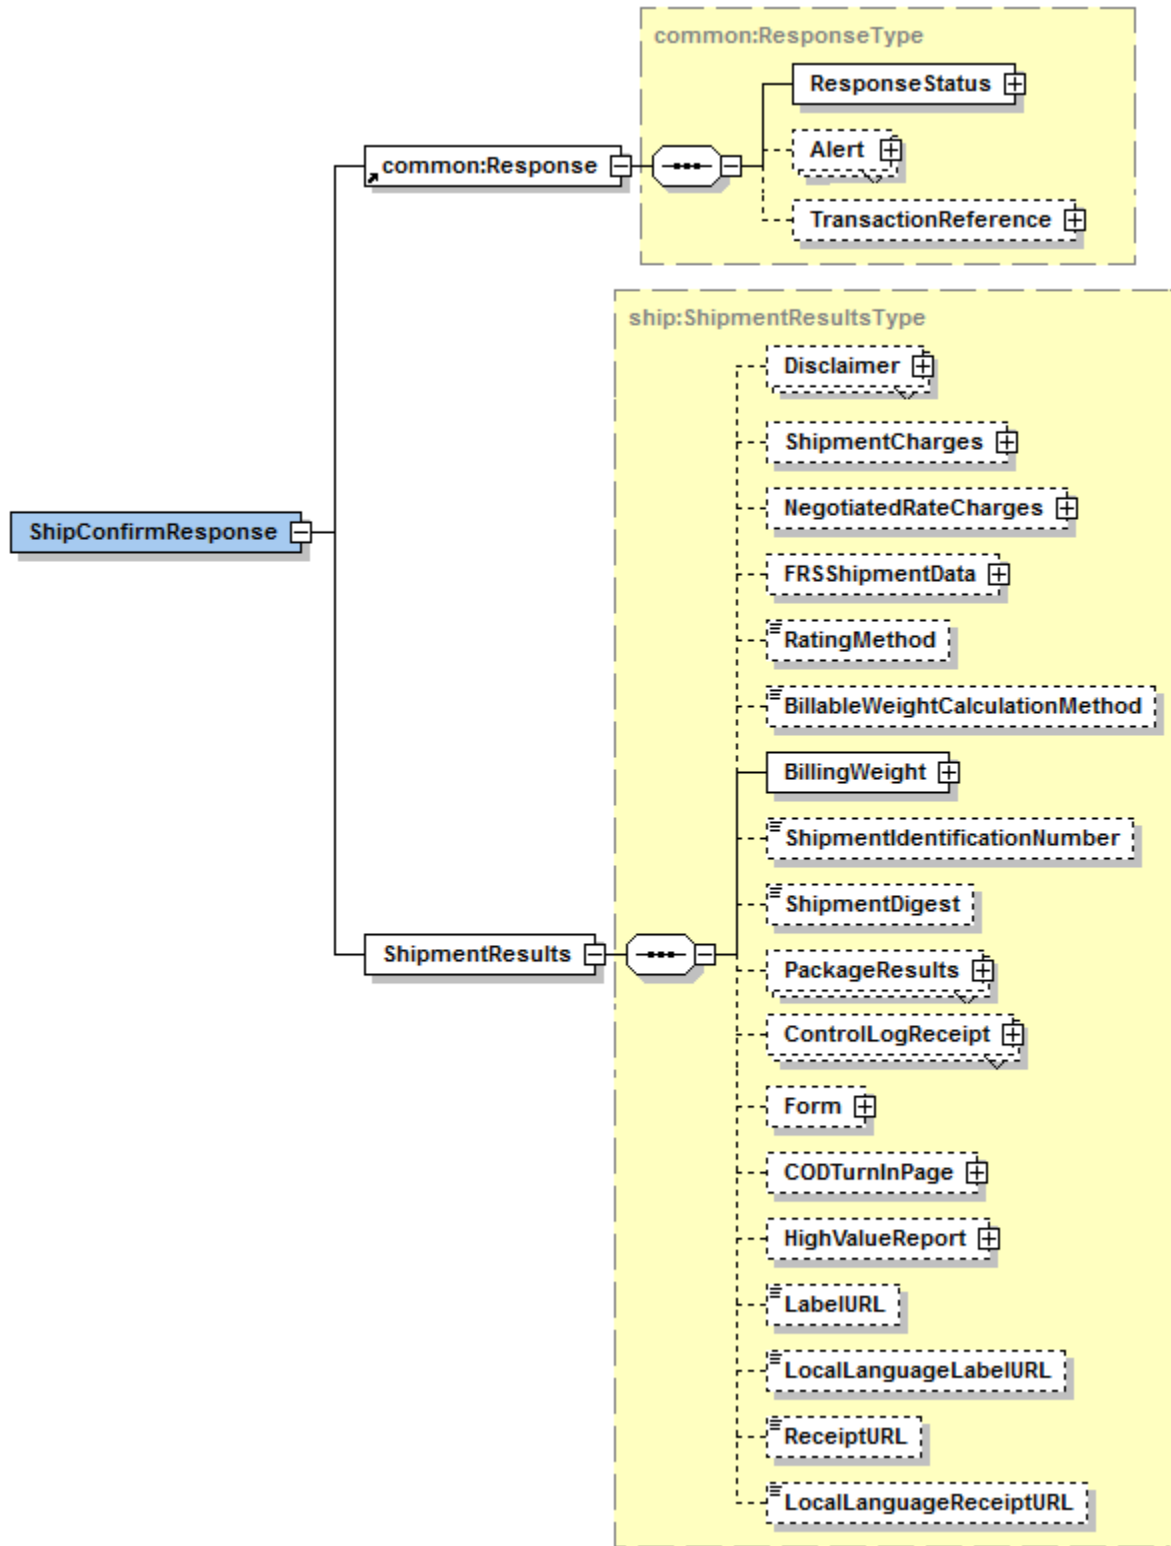 common:ResponseType
ResponseStatus
Alert
common:Response
TransactionReference
ship:ShipmentResultsType
Disclaimer
ShipmentCharges
NegotiatedRateCharges
ShipConfirmResponse
FRSShipmentData
RatingMethod
BillableWeightCalculationMethod
BillingWeight
ShipmentIdentificationNumber
ShipmentDigest
ShipmentResults
PackageResults
ControlLogReceipt
Form
CODTurnInPage
HighValueReport
LabelURL
LocalLanguageLabelURL
ReceiptURL
LocalLanguageReceiptURL